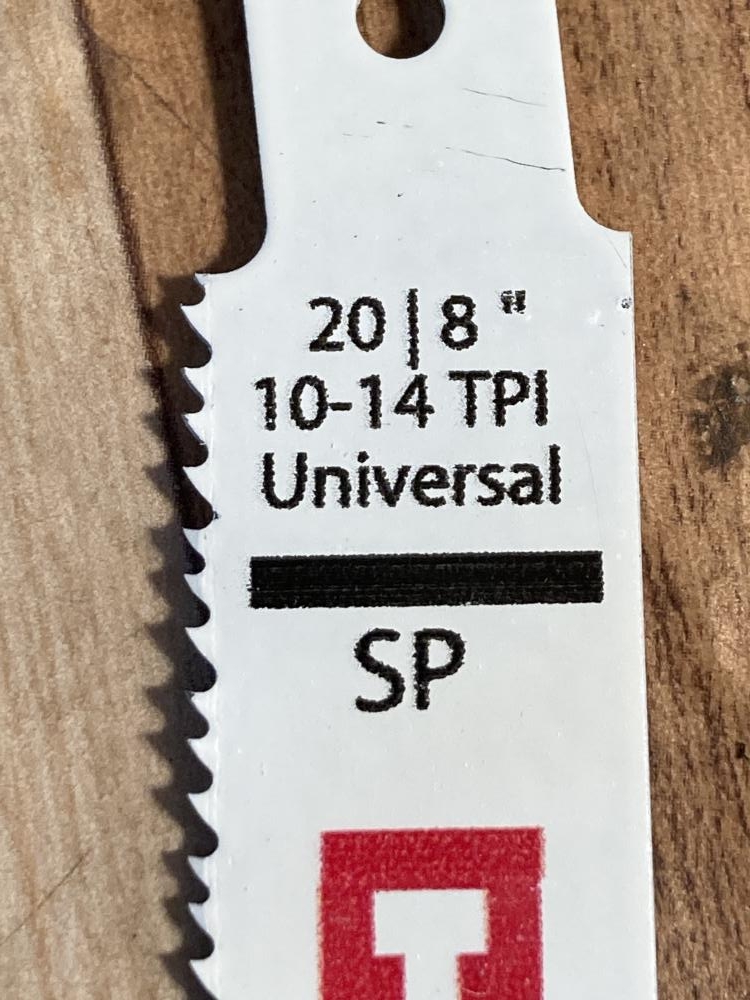 20 | 8 "
10-14 TPI
Universal
SP